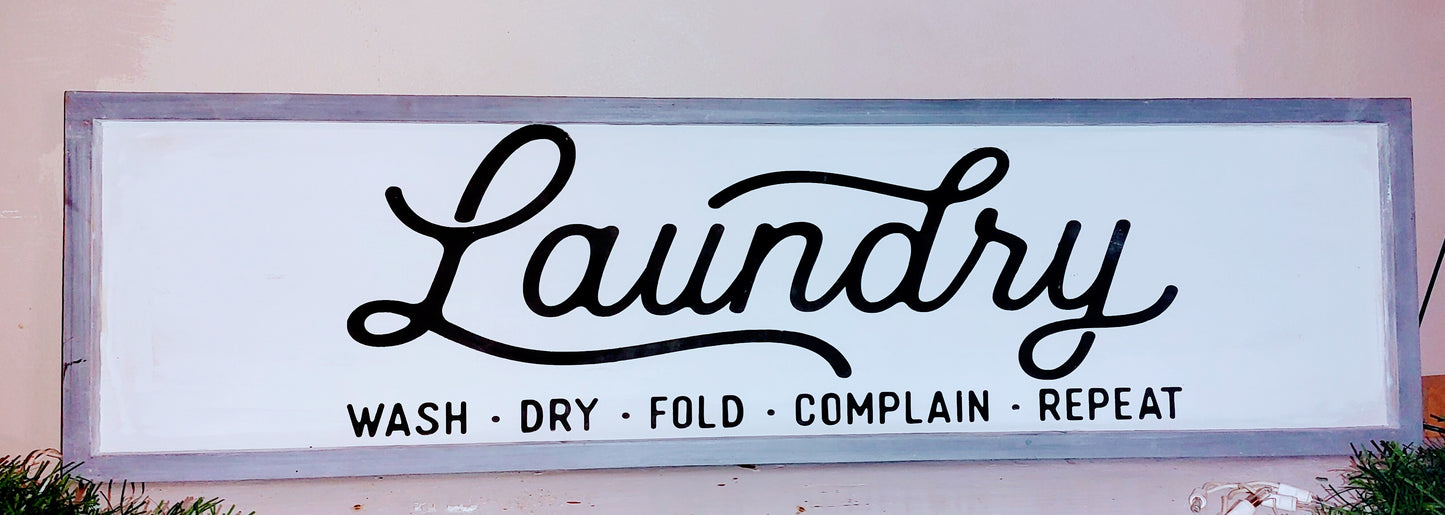 Laundry
WASH · DRY · FOLD · COMPLAIN · REPEAT